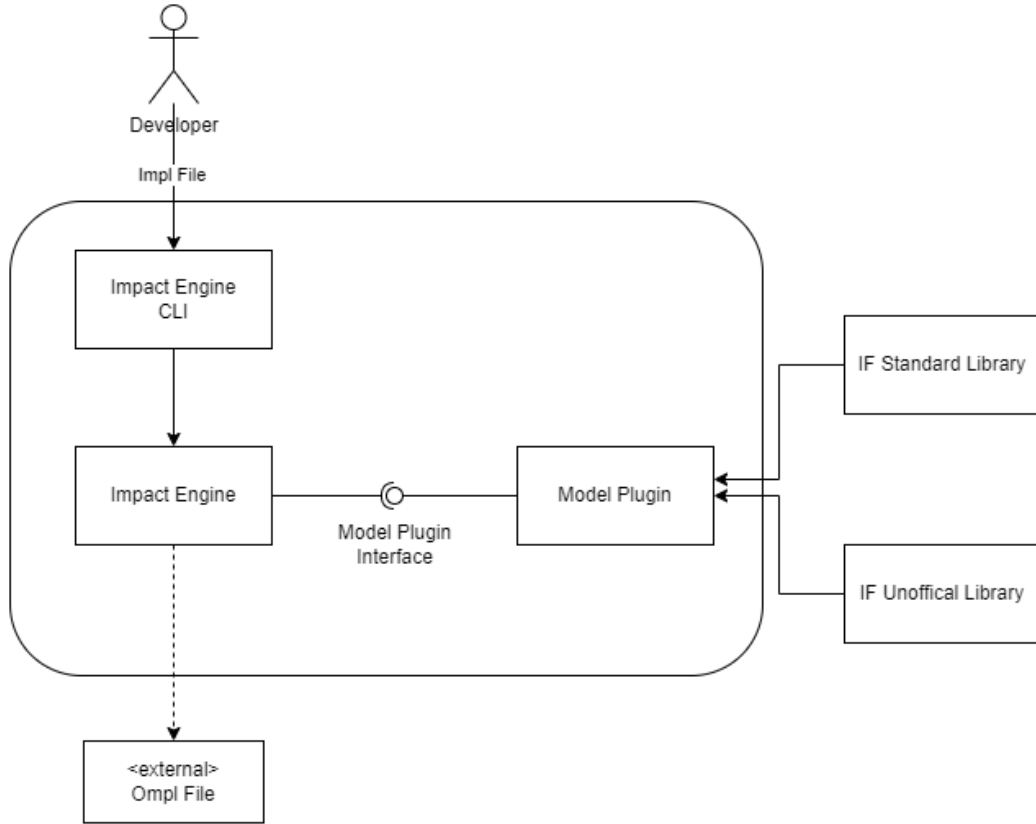 Developer
Impl File
Impact Engine
CLI
IF Standard Library
Impact Engine
Model Plugin
Interface
Model Plugin
IF Unoffical Library
<external>
Ompl File